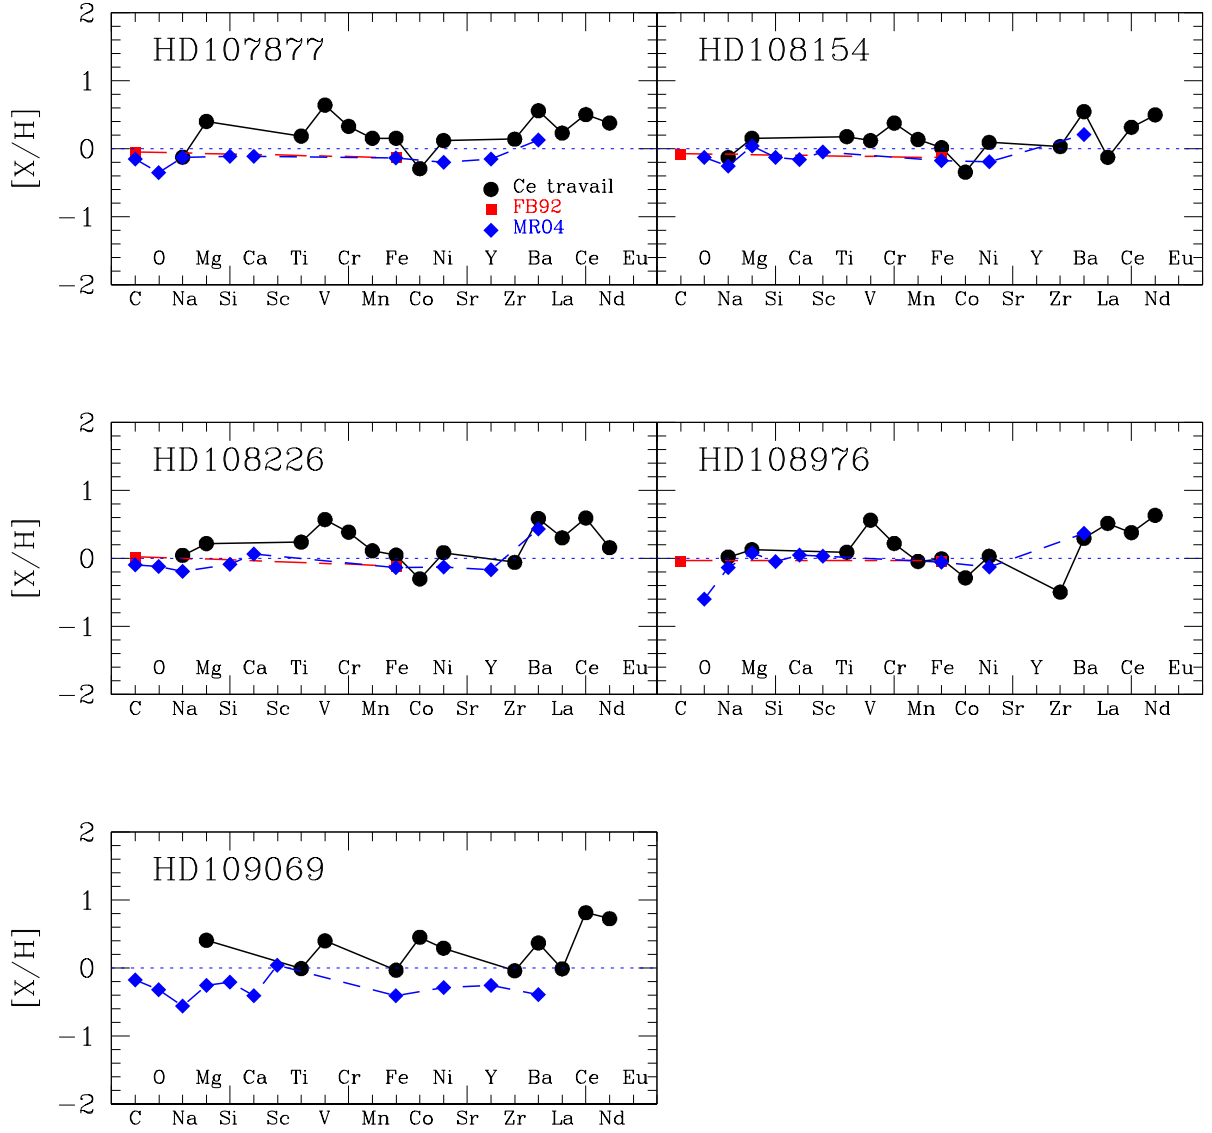 HD107877
HD108154
2
1
0
−1
−2
[X/H]
Ce travail
FB92
MR04
O Mg Ca Ti Cr Fe Ni Y Ba Ce Eu
O Mg Ca Ti Cr Fe Ni Y Ba Ce Eu
C Na Si Sc V Mn Co Sr Zr La Nd
C Na Si Sc V Mn Co Sr Zr La Nd
HD108226
HD108976
2
1
0
−1
−2
[X/H]
O Mg Ca Ti Cr Fe Ni Y Ba Ce Eu
O Mg Ca Ti Cr Fe Ni Y Ba Ce Eu
C Na Si Sc V Mn Co Sr Zr La Nd
C Na Si Sc V Mn Co Sr Zr La Nd
HD109069
2
1
0
−1
−2
[X/H]
O Mg Ca Ti Cr Fe Ni Y Ba Ce Eu
C Na Si Sc V Mn Co Sr Zr La Nd